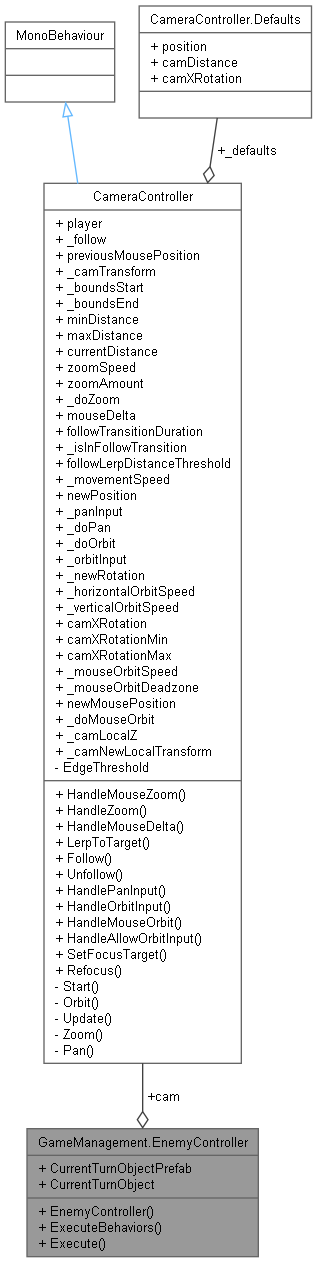 CameraController.Defaults
+ position
+ camDistance
+ camXRotation
MonoBehaviour
+_defaults
CameraController
+ player
+ _follow
+ previousMousePosition
+ _camTransform
+ _boundsStart
+ _boundsEnd
+ minDistance
+ maxDistance
+ currentDistance
+ zoomSpeed
+ zoomAmount
+ _doZoom
+ mouseDelta
+ followTransitionDuration
+ _isInFollowTransition
+ followLerpDistanceThreshold
+ _movementSpeed
+ newPosition
+ _panInput
+ _doPan
+ _doOrbit
+ _orbitInput
+ _newRotation
+ _horizontalOrbitSpeed
+ _verticalOrbitSpeed
+ camXRotation
+ camXRotationMin
+ camXRotationMax
+ _mouseOrbitSpeed
+ _mouseOrbitDeadzone
+ newMousePosition
+ _doMouseOrbit
+ _camLocalZ
+ _camNewLocalTransform
- EdgeThreshold
+ HandleMouseZoom()
+ HandleZoom()
+ HandleMouseDelta()
+ LerpToTarget()
+ Follow()
+ Unfollow()
+ HandlePanInput()
+ HandleOrbitInput()
+ HandleMouseOrbit()
+ HandleAllowOrbitInput()
+ SetFocusTarget()
+ Refocus()
- Start()
- Orbit()
- Update()
- Zoom()
- Pan()
+cam
GameManagement.EnemyController
+ CurrentTurnObjectPrefab
+ CurrentTurnObject
+ EnemyController()
+ ExecuteBehaviors()
+ Execute()